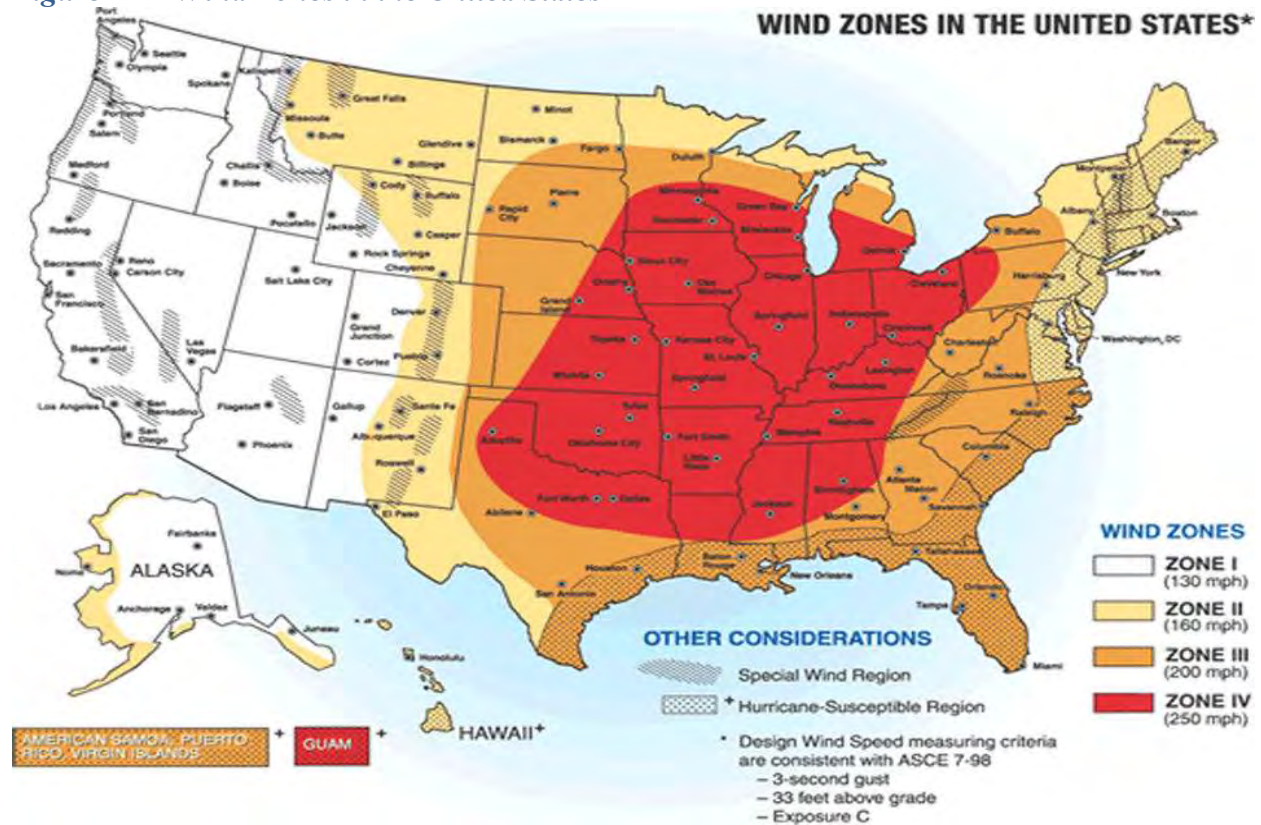 WIND ZONES IN THE UNITED STATES*
Port
Angeles
Seattle
Olympia
Spokane
Kalispell
Great Falls
Minot
Portland
Salem
Missoula
Butte
Glendive
Bismarck
Fargo
Duluth
Bangor
Medford
Challis
Boise
Billings
Montpelier
Cody
Buffalo
Pierre
Minneapolis
Albany
Boston
Redding
Pocatello
Jackson
Rapid
City
Rochester
Green Bay
Buffalo
Casper
Milwaukee
Detroit
Sacramento
Reno
Carson City
Rock Springs
Cheyenne
Sioux City
Harrisburg
New York
San
Francisco
Salt Lake City
Omaha
Des
Moines
Chicago
Cleveland
Denver
Grand
Island
Springfield
Indianapolis
Grand
Junction
Cincinnati
Bakersfield
Las
Vegas
Cortez
Pueblo
Topeka
Kansas City
St. Louis
Charleston
Washington, DC
Wichita
Springfield
Owensboro
Lexington
Roanoke
Los Angeles
San
Bernadino
Flagstaff
Gallup
Santa Fe
Tulsa
Nashville
Raleigh
San
Diego
Phoenix
Albuquerque
Amarillo
Oklahoma City
Fort Smith
Memphis
Columbia
Roswell
Little
Rock
Atlanta
Macon
El Paso
Fort Worth
Dallas
Birmingham
Savannah
Abilene
Jackson
Montgomery
Fairbanks
Nome
ALASKA
Anchorage
Valdez
Juneau
Houston
Baton
Rouge
New Orleans
Tallahassee
San Antonio
Orlando
Tampa
Miami
Honolulu
HAWAII+
AMERICAN SAMOA, PUERTO
RICO, VIRGIN ISLANDS
+
GUAM
+
OTHER CONSIDERATIONS
Special Wind Region
+ Hurricane-Susceptible Region
* Design Wind Speed measuring criteria
are consistent with ASCE 7-98
– 3-second gust
– 33 feet above grade
– Exposure C
WIND ZONES
ZONE I
(130 mph)
ZONE II
(160 mph)
ZONE III
(200 mph)
ZONE IV
(250 mph)